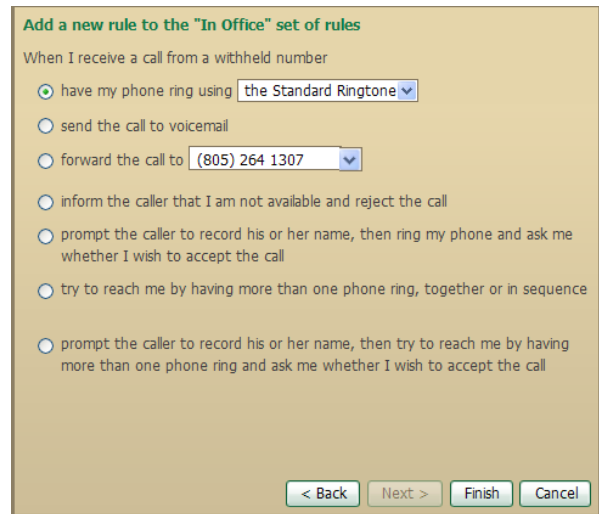 Add a new rule to the "In Office" set of rules
When I receive a call from a withheld number
have my phone ring using the Standard Ringtone
send the call to voicemail
forward the call to (805) 264 1307
inform the caller that I am not available and reject the call
prompt the caller to record his or her name, then ring my phone and ask me
whether I wish to accept the call
try to reach me by having more than one phone ring, together or in sequence
prompt the caller to record his or her name, then try to reach me by having
more than one phone ring and ask me whether I wish to accept the call
< Back Next > Finish Cancel